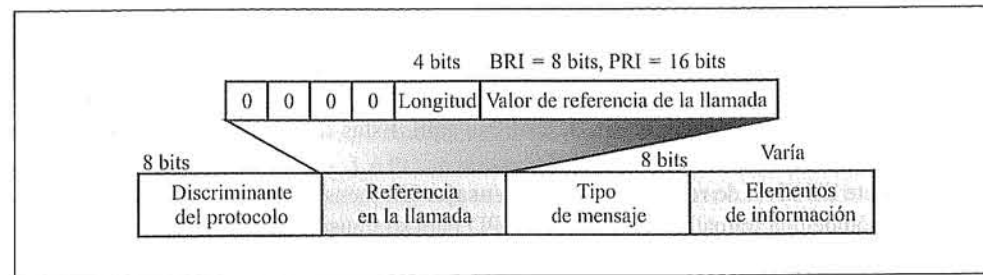 4 bits BRI = 8 bits, PRI = 16 bits
0 0 0 0 Longitud Valor de referencia de la llamada
8 bits 8 bits Varía
Discriminante del protocolo Referencia en la llamada Tipo de mensaje Elementos de información